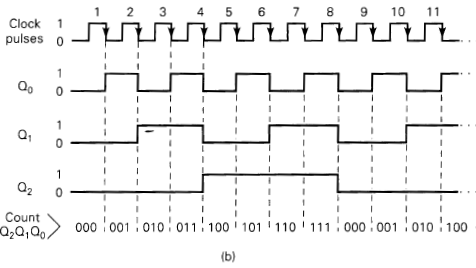 1 2 3 4 5 6 7 8 9 10 11
Clock
pulses
1
0
Q0
1
0
Q1
1
0
Q2
1
0
Count
Q2Q1Q0
000 001 010 011 100 101 110 111 000 001 010 100
(b)